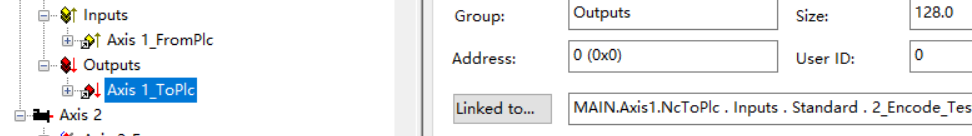 Inputs
Axis 1_FromPlc
Outputs
Axis 1_ToPlc
Axis 2
Group: Outputs Size: 128.0
Address: 0 (0x0) User ID: 0
Linked to... MAIN.Axis1.NcToPlc . Inputs . Standard . 2_Encode_Tes